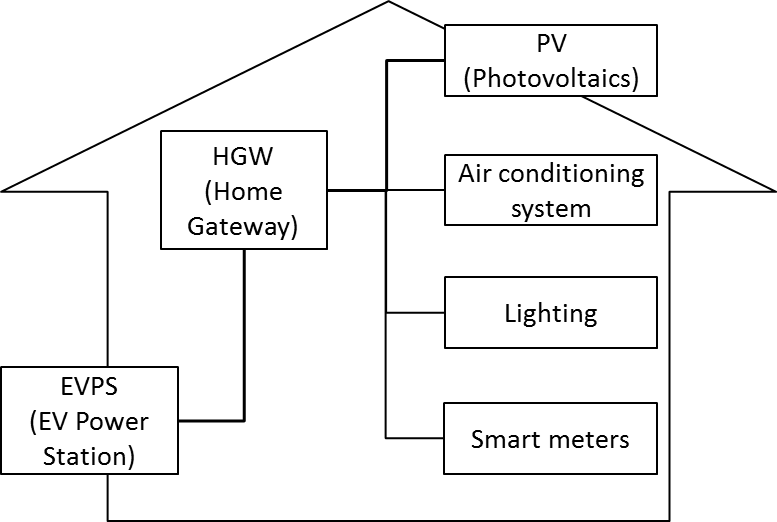 PV
(Photovoltaics)
HGW
(Home
Gateway)
Air conditioning
system
Lighting
EVPS
(EV Power
Station)
Smart meters